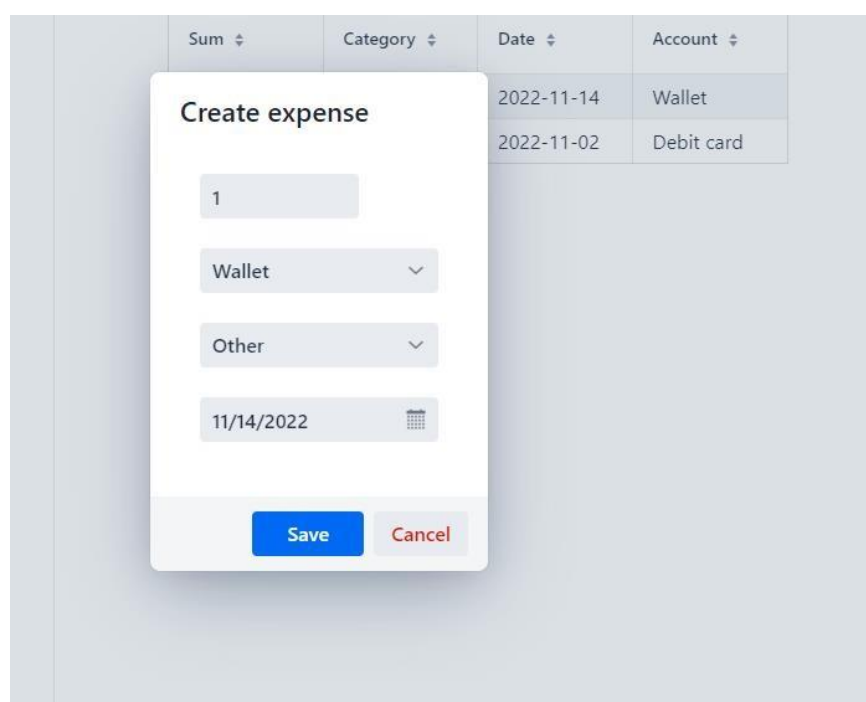 Sum Category Date Account
Create expense
2022-11-14 Wallet
2022-11-02 Debit card
1
Wallet
Other
11/14/2022
Save Cancel